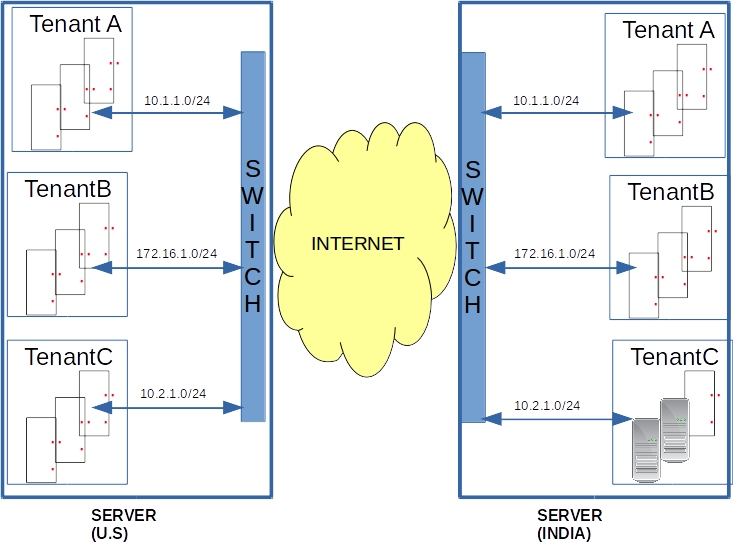 Tenant A
10.1.1.0/24
TenantB
172.16.1.0/24
TenantC
10.2.1.0/24
SWITCH
SERVER
(U.S)
INTERNET
SWITCH
Tenant A
10.1.1.0/24
TenantB
172.16.1.0/24
TenantC
10.2.1.0/24
SERVER
(INDIA)